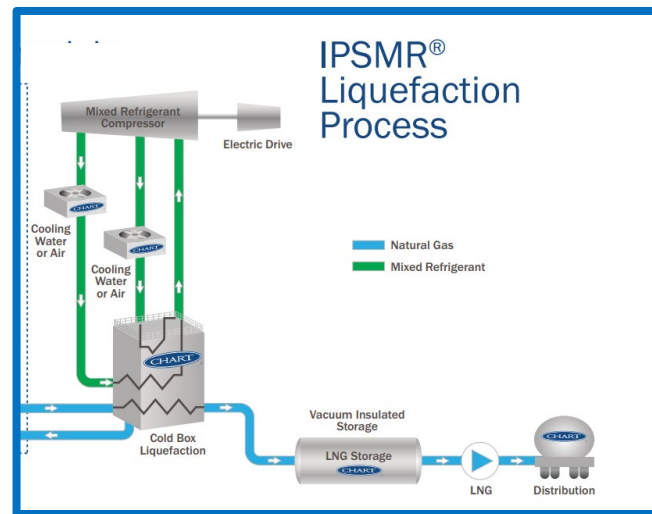 IPSMR®
Liquefaction
Process
Mixed Refrigerant
Compressor
Electric Drive
CHART
Cooling
Water
or Air
CHART
Cooling
Water
or Air
Natural Gas
Mixed Refrigerant
CHART
Cold Box
Liquefaction
Vacuum Insulated
Storage
LNG Storage
CHART
LNG
CHART
Distribution